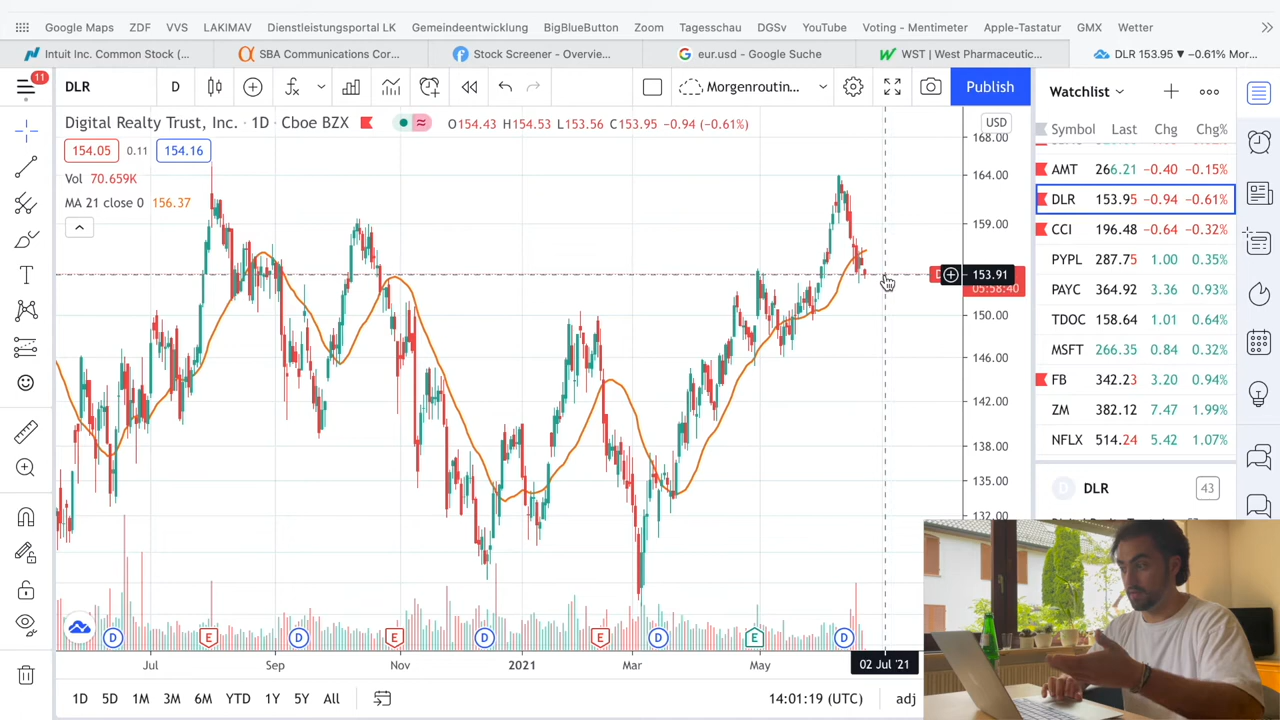 Google Maps ZDF VVS LAKIMAV Dienstleistungsportal LK Gemeindeentwicklung BigBlueButton Zoom Tagesschau DGSv YouTube Voting - Mentimeter Apple-Tastatur GMX Wetter
Intuit Inc. Common Stock (... SBA Communications Cor... Stock Screener - Overvie... eur.usd - Google Suche WST | West Pharmaceutic... DLR 153.95 ▼ −0.61% Mor...
11
DLR D Morgenroutin... Publish Watchlist
Digital Realty Trust, Inc. · 1D · Cboe BZX O154.43 H154.53 L153.56 C153.95 −0.94 (−0.61%) USD
Symbol Last Chg Chg%
168.00
154.05 0.11 154.16
AMT 266.21 −0.40 −0.15%
164.00
Vol 70.659K
MA 21 close 0 156.37
DLR 153.95 −0.94 −0.61%
159.00
CCI 196.48 −0.64 −0.32%
PYPL 287.75 1.00 0.35%
153.91
05:58:40
PAYC 364.92 3.36 0.93%
150.00
TDOC 158.64 1.01 0.64%
MSFT 266.35 0.84 0.32%
146.00
FB 342.23 3.20 0.94%
142.00
ZM 382.12 7.47 1.99%
NFLX 514.24 5.42 1.07%
138.00
135.00
D DLR 43
132.00
D E D E D E D E D
Jul Sep Nov 2021 Mar May 02 Jul '21
1D 5D 1M 3M 6M YTD 1Y 5Y All 14:01:19 (UTC) adj